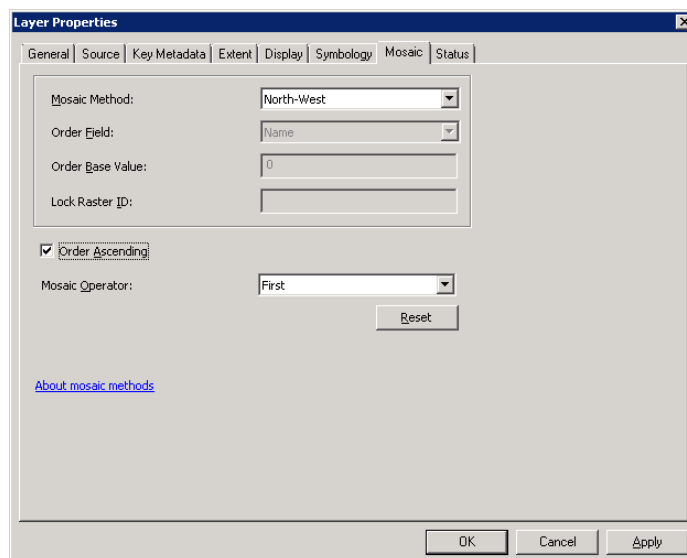 Layer Properties
General Source Key Metadata Extent Display Symbology Mosaic Status
Mosaic Method: North-West
Order Field: Name
Order Base Value: 0
Lock Raster ID:
Order Ascending
Mosaic Operator: First
Reset
About mosaic methods
OK Cancel Apply